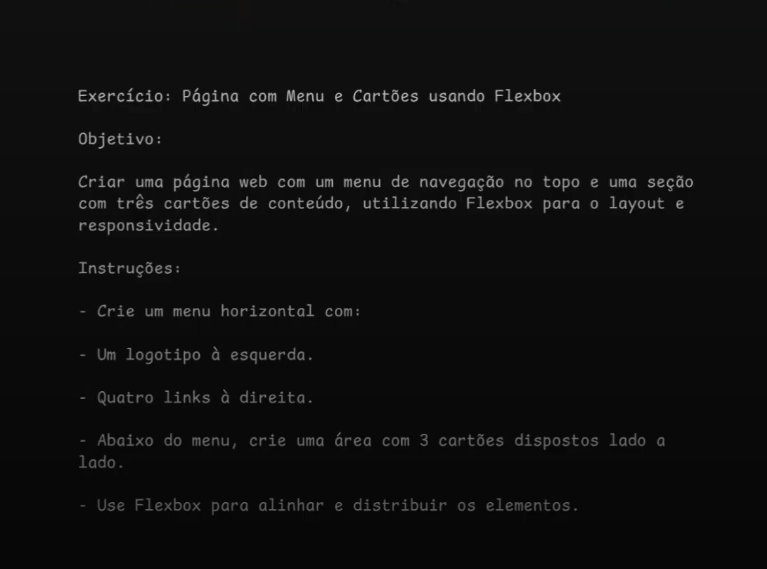 Exercício: Página com Menu e Cartões usando Flexbox
Objetivo:
Criar uma página web com um menu de navegação no topo e uma seção
com três cartões de conteúdo, utilizando Flexbox para o layout e
responsividade.
Instruções:
- Crie um menu horizontal com:
- Um logotipo à esquerda.
- Quatro links à direita.
- Abaixo do menu, crie uma área com 3 cartões dispostos lado a
lado.
- Use Flexbox para alinhar e distribuir os elementos.